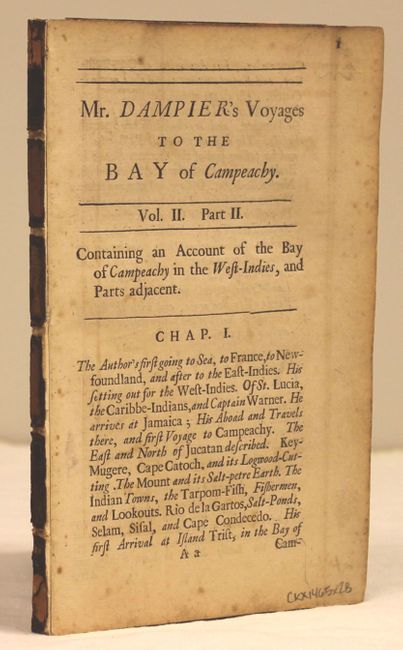 1
Mr. DAMPIER's Voyages
TO THE
BAY of Campeachy.
Vol. II. Part II.
Containing an Account of the Bay
of Campeachy in the West-Indies, and
Parts adjacent.
CHAP. I.
The Author's first going to Sea, to France, to New-
foundland, and after to the East-Indies. His
setting out for the West-Indies. Of St. Lucia,
the Caribbe-Indians, and Captain Warner. He
arrives at Jamaica; His Aboad and Travels
there, and first Voyage to Campeachy. The
East and North of Jucatan described. Key-
Mugere, Cape Catoch, and its Logwood-Cut-
ting. The Mount and its Salt-petre Earth. The
Indian Towns, the Tarpom-Fish, Fishermen,
and Lookouts. Rio de la Gartos, Salt-Ponds,
Selam, Sisal, and Cape Condecedo. His
first Arrival at Island Trist, in the Bay of
A a Cam-